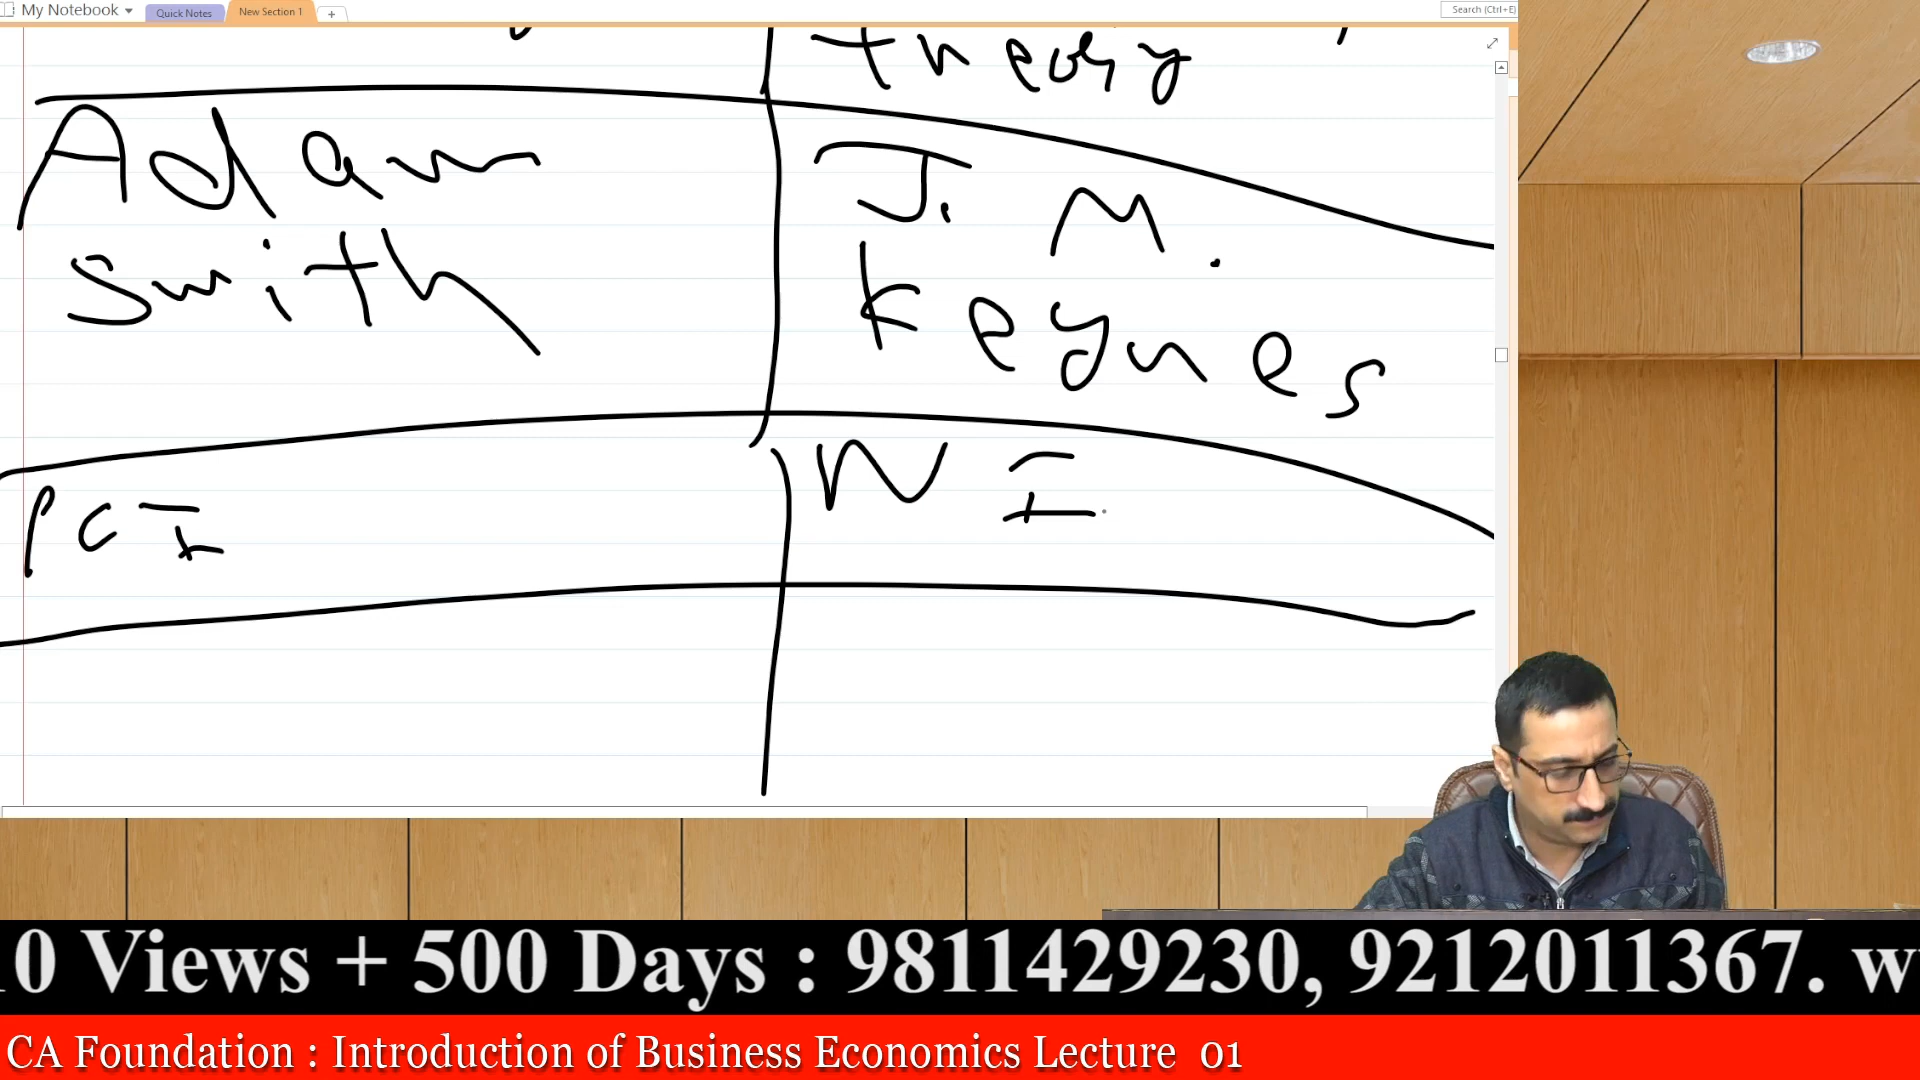 My Notebook
Quick Notes
New Section 1
+
Search (Ctrl+E)
theory
Adam
Smith
J. M.
Keynes
PCI
NI
10 Views + 500 Days : 9811429230, 9212011367. w
CA Foundation : Introduction of Business Economics Lecture 01